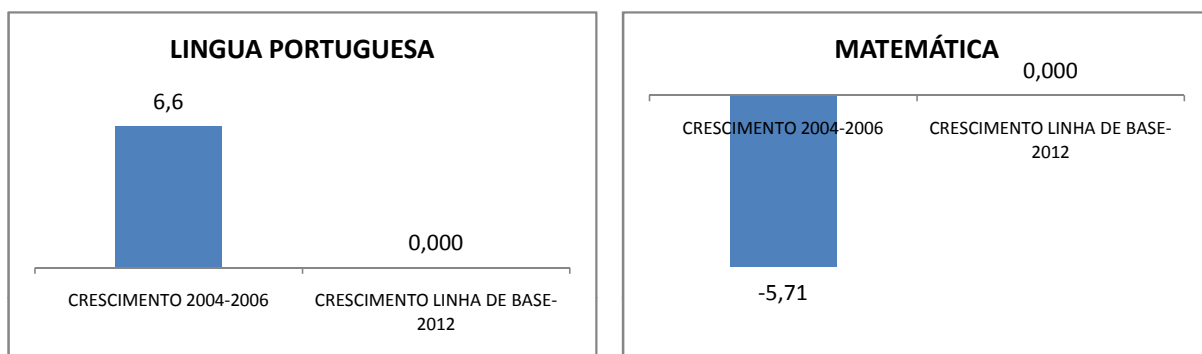 LINGUA PORTUGUESA
6,6
0,000
CRESCIMENTO 2004-2006
CRESCIMENTO LINHA DE BASE-
2012
MATEMÁTICA
0,000
CRESCIMENTO 2004-2006
CRESCIMENTO LINHA DE BASE-
2012
-5,71